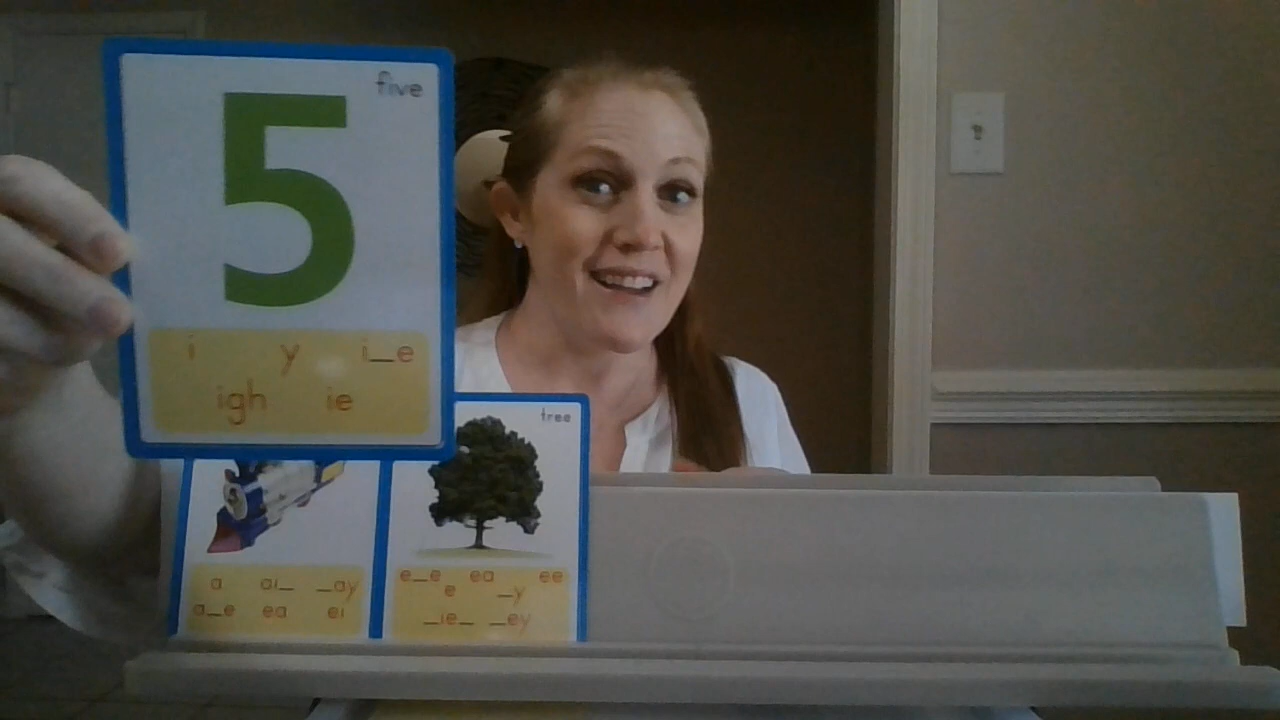 five
5
i y i_e
igh ie
tree
a ai_ _ay
a_e ea ei
e_e ea ee
e _y
_ie_ _ey